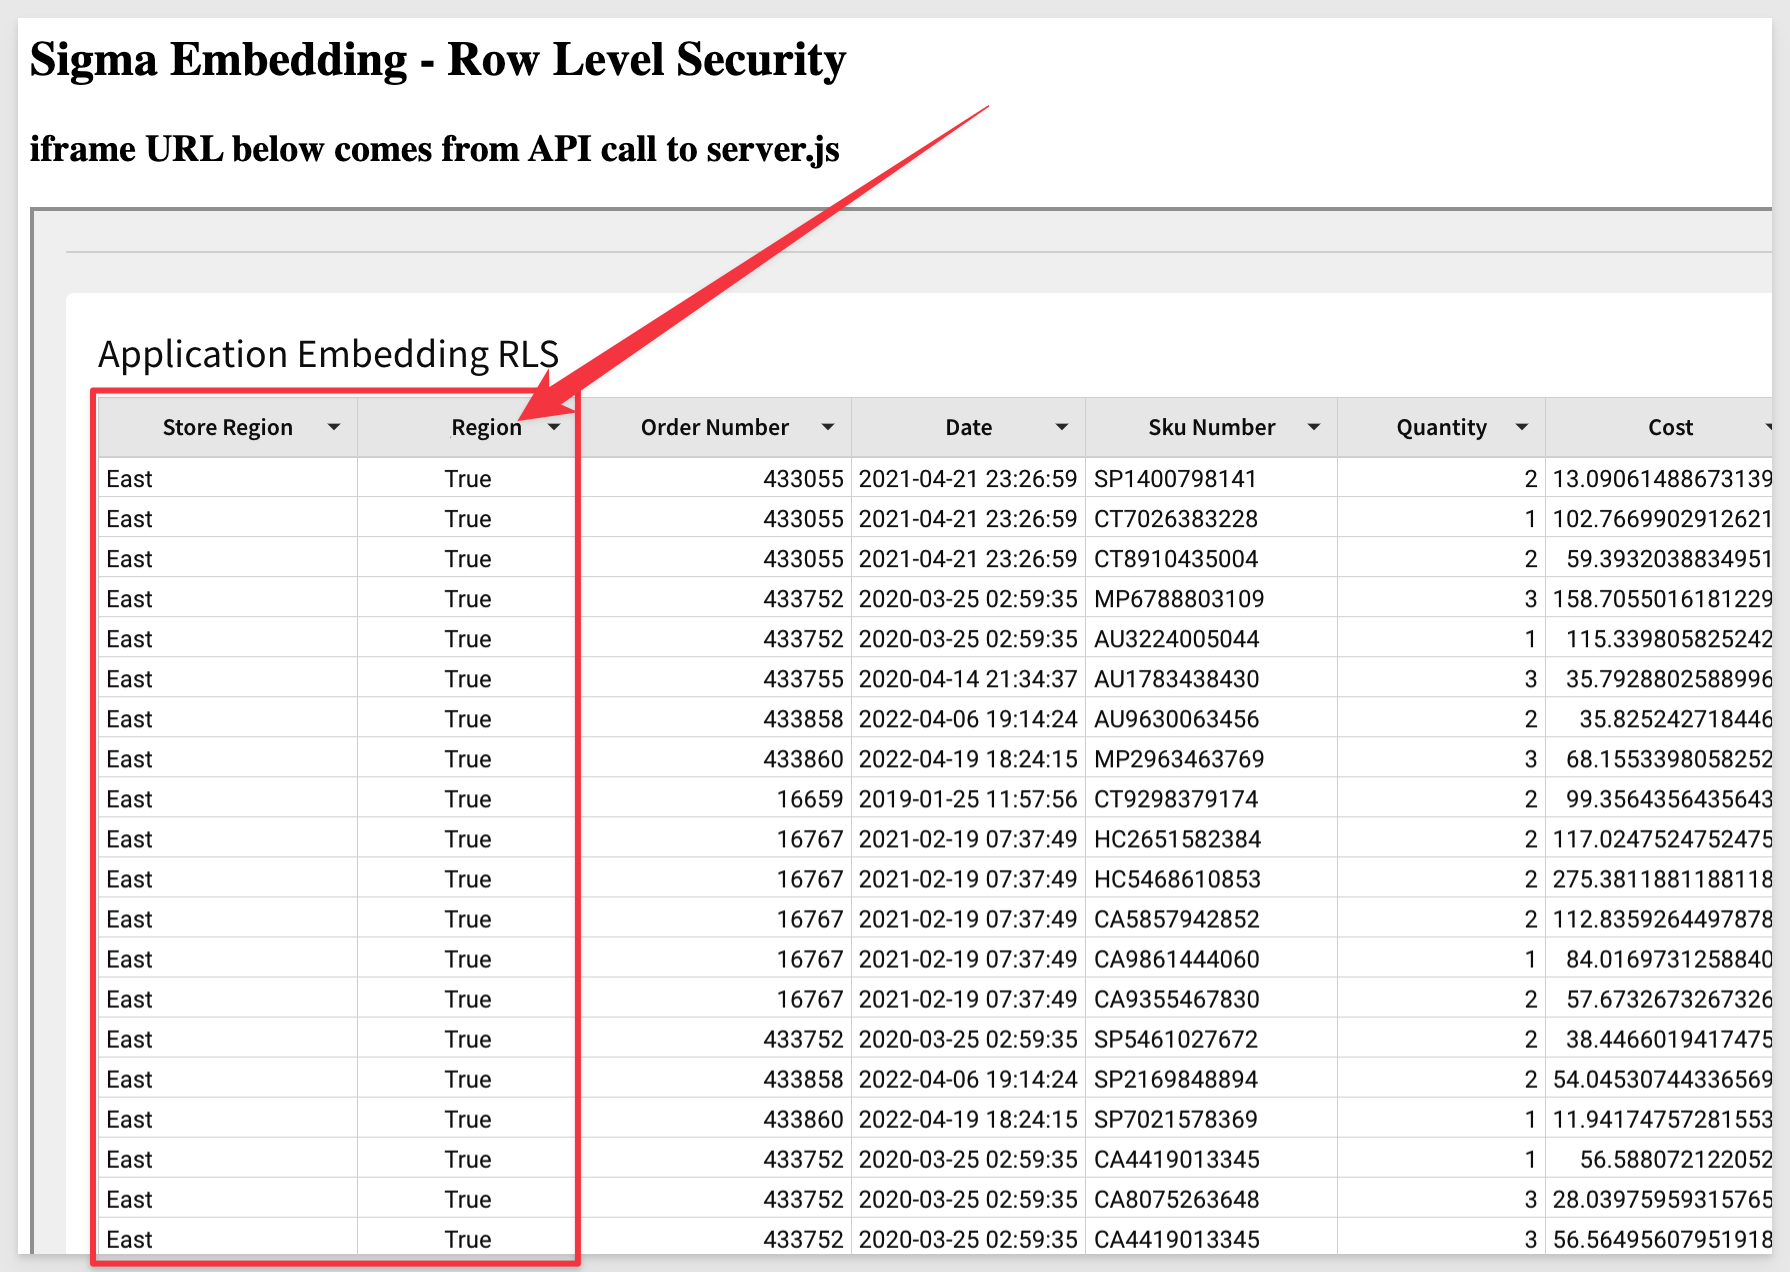 Sigma Embedding - Row Level Security
iframe URL below comes from API call to server.js
Application Embedding RLS
Store Region Region Order Number Date Sku Number Quantity Cost
East True 433055 2021-04-21 23:26:59 SP1400798141 2 13.09061488673139
East True 433055 2021-04-21 23:26:59 CT7026383228 1 102.7669902912621
East True 433055 2021-04-21 23:26:59 CT8910435004 2 59.3932038834951
East True 433752 2020-03-25 02:59:35 MP6788803109 3 158.7055016181229
East True 433752 2020-03-25 02:59:35 AU3224005044 1 115.339805825242
East True 433755 2020-04-14 21:34:37 AU1783438430 3 35.7928802588996
East True 433858 2022-04-06 19:14:24 AU9630063456 2 35.825242718446
East True 433860 2022-04-19 18:24:15 MP2963463769 3 68.1553398058252
East True 16659 2019-01-25 11:57:56 CT9298379174 2 99.3564356435643
East True 16767 2021-02-19 07:37:49 HC2651582384 2 117.0247524752475
East True 16767 2021-02-19 07:37:49 HC5468610853 2 275.3811881188118
East True 16767 2021-02-19 07:37:49 CA5857942852 2 112.8359264497878
East True 16767 2021-02-19 07:37:49 CA9861444060 1 84.0169731258840
East True 16767 2021-02-19 07:37:49 CA9355467830 2 57.6732673267326
East True 433752 2020-03-25 02:59:35 SP5461027672 2 38.4466019417475
East True 433858 2022-04-06 19:14:24 SP2169848894 2 54.04530744336569
East True 433860 2022-04-19 18:24:15 SP7021578369 1 11.94174757281553
East True 433752 2020-03-25 02:59:35 CA4419013345 1 56.588072122052
East True 433752 2020-03-25 02:59:35 CA8075263648 3 28.03975959315765
East True 433752 2020-03-25 02:59:35 CA4419013345 3 56.56495607951918